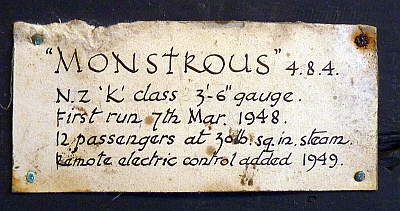 "MONSTROUS" 4.8.4.
N.Z 'K' class 3'-6" gauge.
First run 7th Mar. 1948.
12 passengers at 30lb. sq. in. steam.
Remote electric control added 1949.